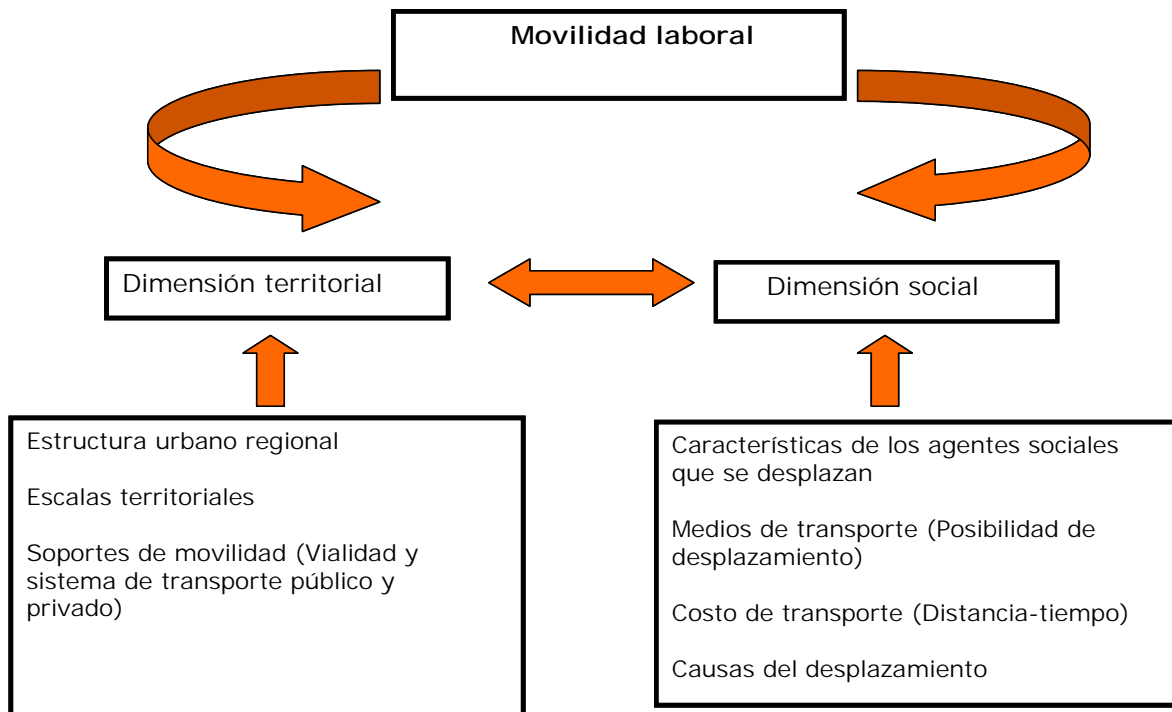 Movilidad laboral
Dimensión territorial
Dimensión social
Estructura urbano regional
Escalas territoriales
Soportes de movilidad (Vialidad y
sistema de transporte público y
privado)
Características de los agentes sociales
que se desplazan
Medios de transporte (Posibilidad de
desplazamiento)
Costo de transporte (Distancia-tiempo)
Causas del desplazamiento